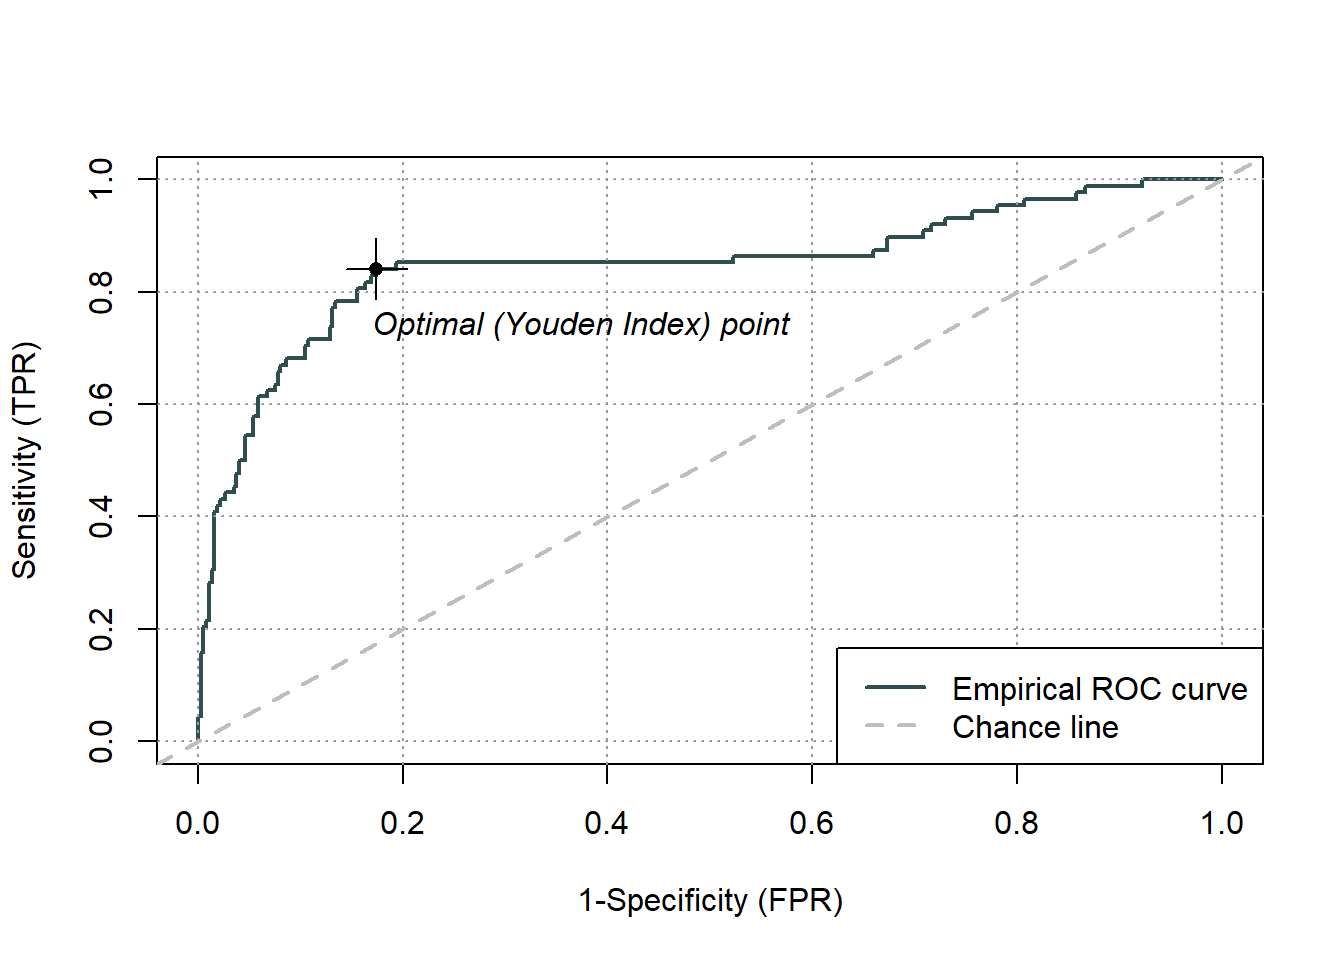 1.0
0.8
0.6
0.4
0.2
0.0
Sensitivity (TPR)
Optimal (Youden Index) point
Empirical ROC curve
Chance line
0.0 0.2 0.4 0.6 0.8 1.0
1-Specificity (FPR)